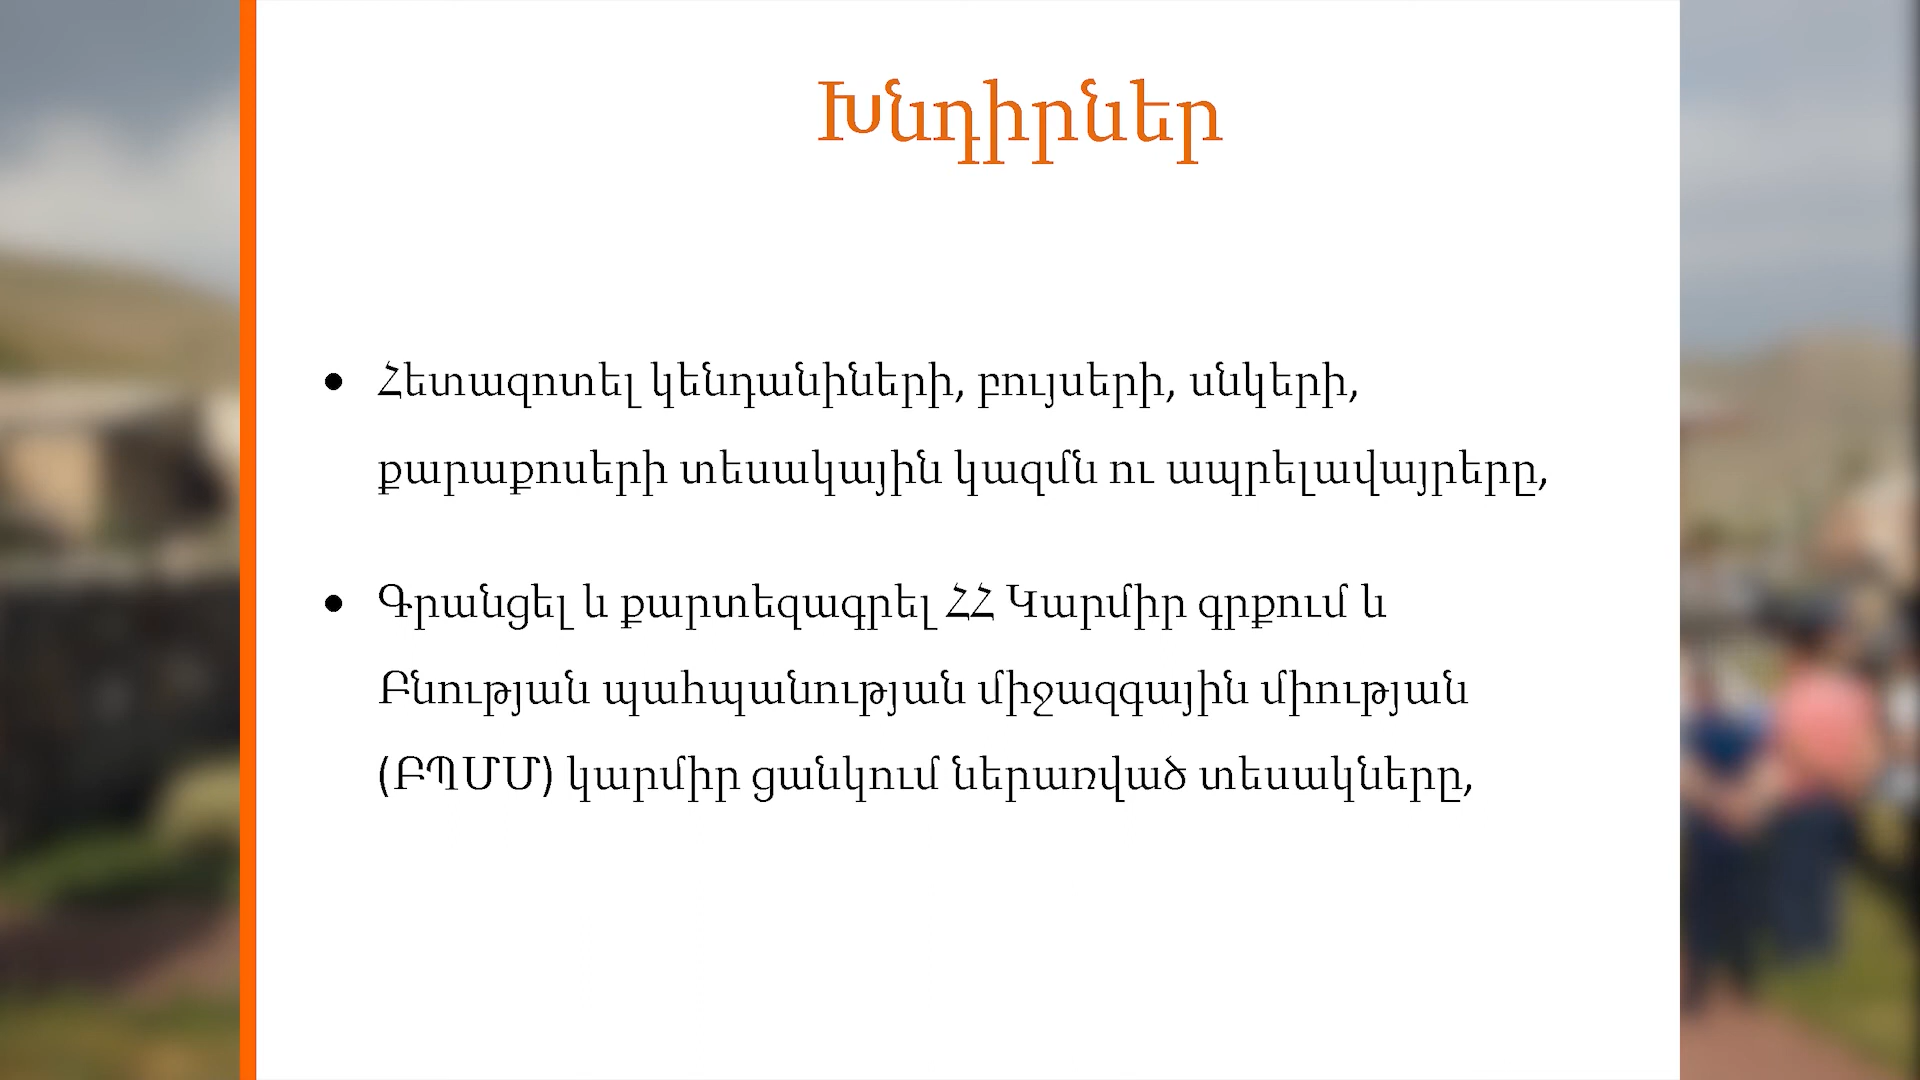 Խնդիրներ
• Հետազոտել կենդանիների, բույսերի, սնկերի,
քարաքոսերի տեսակային կազմն ու ապրելավայրերը,
• Գրանցել և քարտեզագրել ՀՀ Կարմիր գրքում և
Բնության պահպանության միջազգային միության
(ԲՊՄՄ) կարմիր ցանկում ներառված տեսակները,